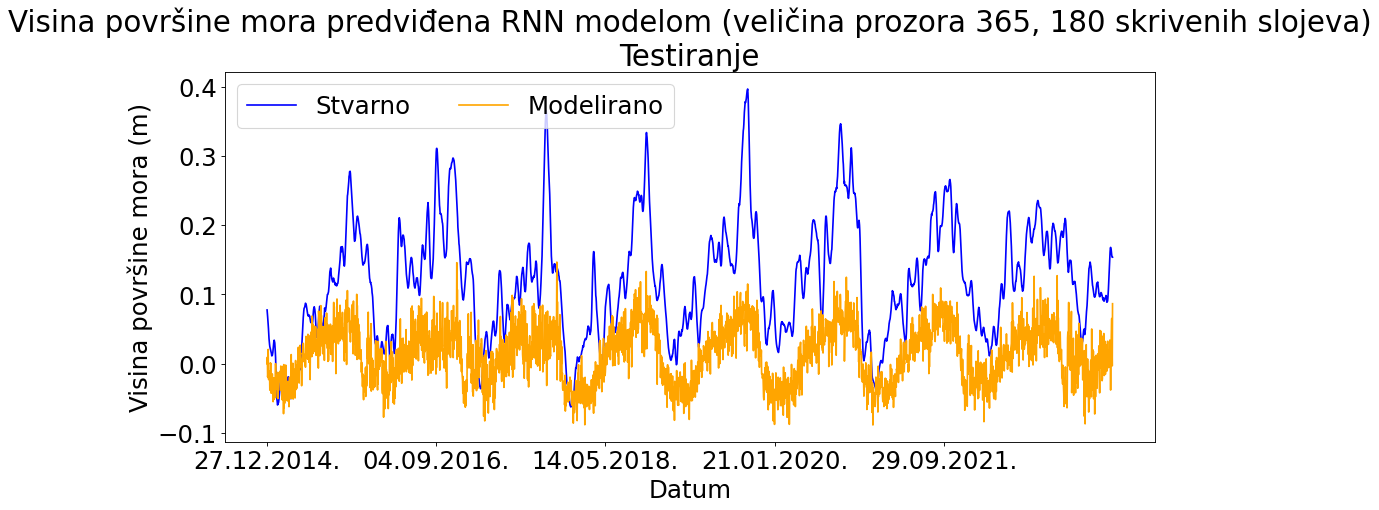 Visina površine mora predviđena RNN modelom (veličina prozora 365, 180 skrivenih slojeva)
Testiranje
Stvarno
Modelirano
Visina površine mora (m)
0.4
0.3
0.2
0.1
0.0
−0.1
27.12.2014.
04.09.2016.
14.05.2018.
21.01.2020.
29.09.2021.
Datum